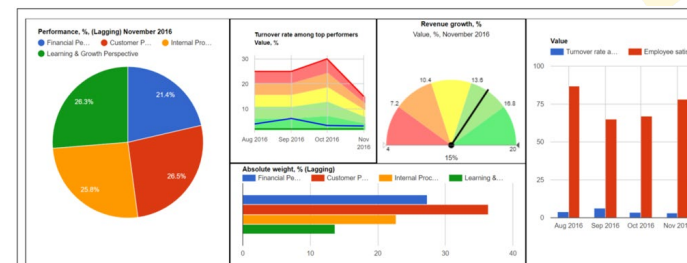 Performance, %, (Lagging) November 2016
Financial Pe... Customer P... Internal Proc...
Learning & Growth Perspective
21.4%
26.5%
25.8%
26.3%
Turnover rate among top performers
Value, %
30
20
10
Aug 2016 Sep 2016 Oct 2016 Nov 2016
Revenue growth, %
Value, %, November 2016
4
7.2
10.4
13.6
16.8
20
15%
Absolute weight, % (Lagging)
Financial Pe... Customer P... Internal Proc... Learning &...
0 10 20 30 40
Value
Turnover rate a... Employee satis
100
75
50
25
0
Aug 2016 Sep 2016 Oct 2016 Nov 201